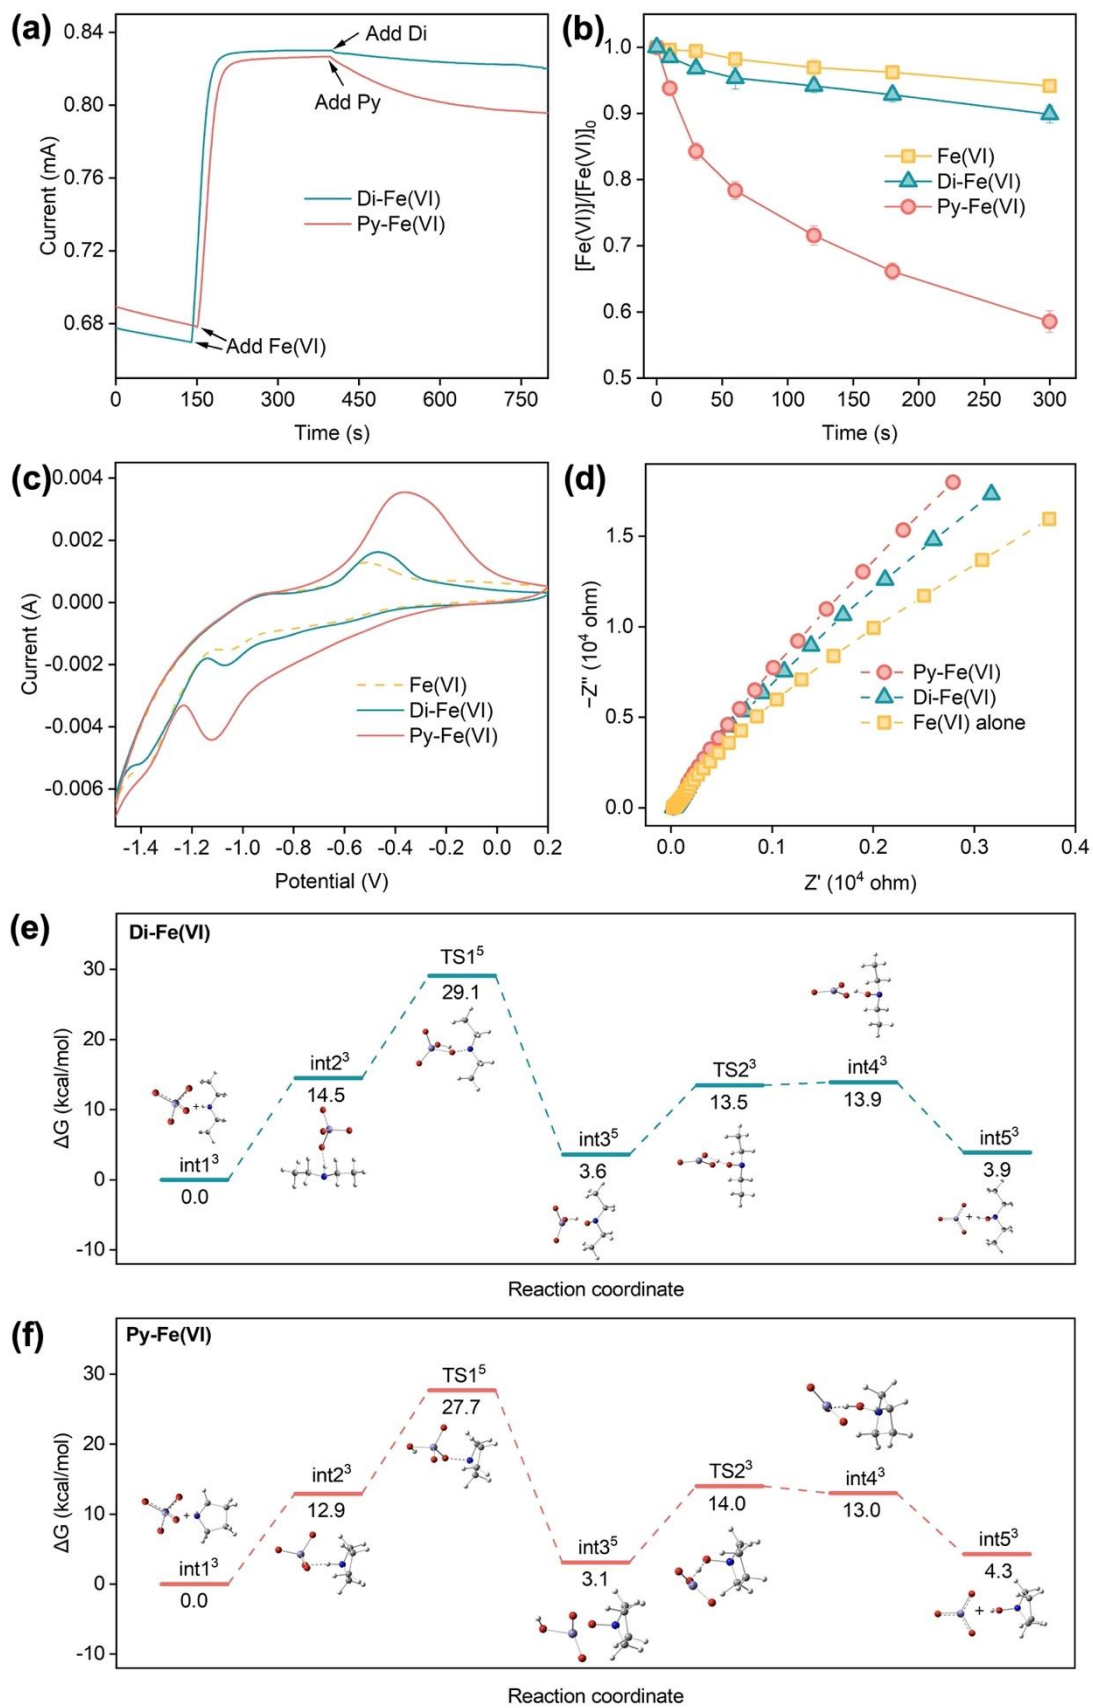 (a)
0.84
0.80
0.76
0.72
0.68
Current (mA)
Add Di
Add Py
Di-Fe(VI)
Py-Fe(VI)
Add Fe(VI)
0 150 300 450 600 750
Time (s)
(b)
1.0
0.9
0.8
0.7
0.6
0.5
[Fe(VI)]/[Fe(VI)]₀
Fe(VI)
Di-Fe(VI)
Py-Fe(VI)
0 50 100 150 200 250 300
Time (s)
(c)
0.004
0.002
0.000
-0.002
-0.004
-0.006
Current (A)
Fe(VI)
Di-Fe(VI)
Py-Fe(VI)
-1.4 -1.2 -1.0 -0.8 -0.6 -0.4 -0.2 0.0 0.2
Potential (V)
(d)
1.5
1.0
0.5
0.0
−Z'' (10⁴ ohm)
Py-Fe(VI)
Di-Fe(VI)
Fe(VI) alone
0.0 0.1 0.2 0.3 0.4
Z' (10⁴ ohm)
(e)
Di-Fe(VI)
30
20
10
0
-10
ΔG (kcal/mol)
int1³
0.0
+
int2³
14.5
TS1⁵
29.1
int3⁵
3.6
TS2³
13.5
int4³
13.9
int5³
3.9
+
Reaction coordinate
(f)
Py-Fe(VI)
30
20
10
0
-10
ΔG (kcal/mol)
+
int1³
0.0
int2³
12.9
TS1⁵
27.7
int3⁵
3.1
TS2³
14.0
int4³
13.0
int5³
4.3
+
Reaction coordinate